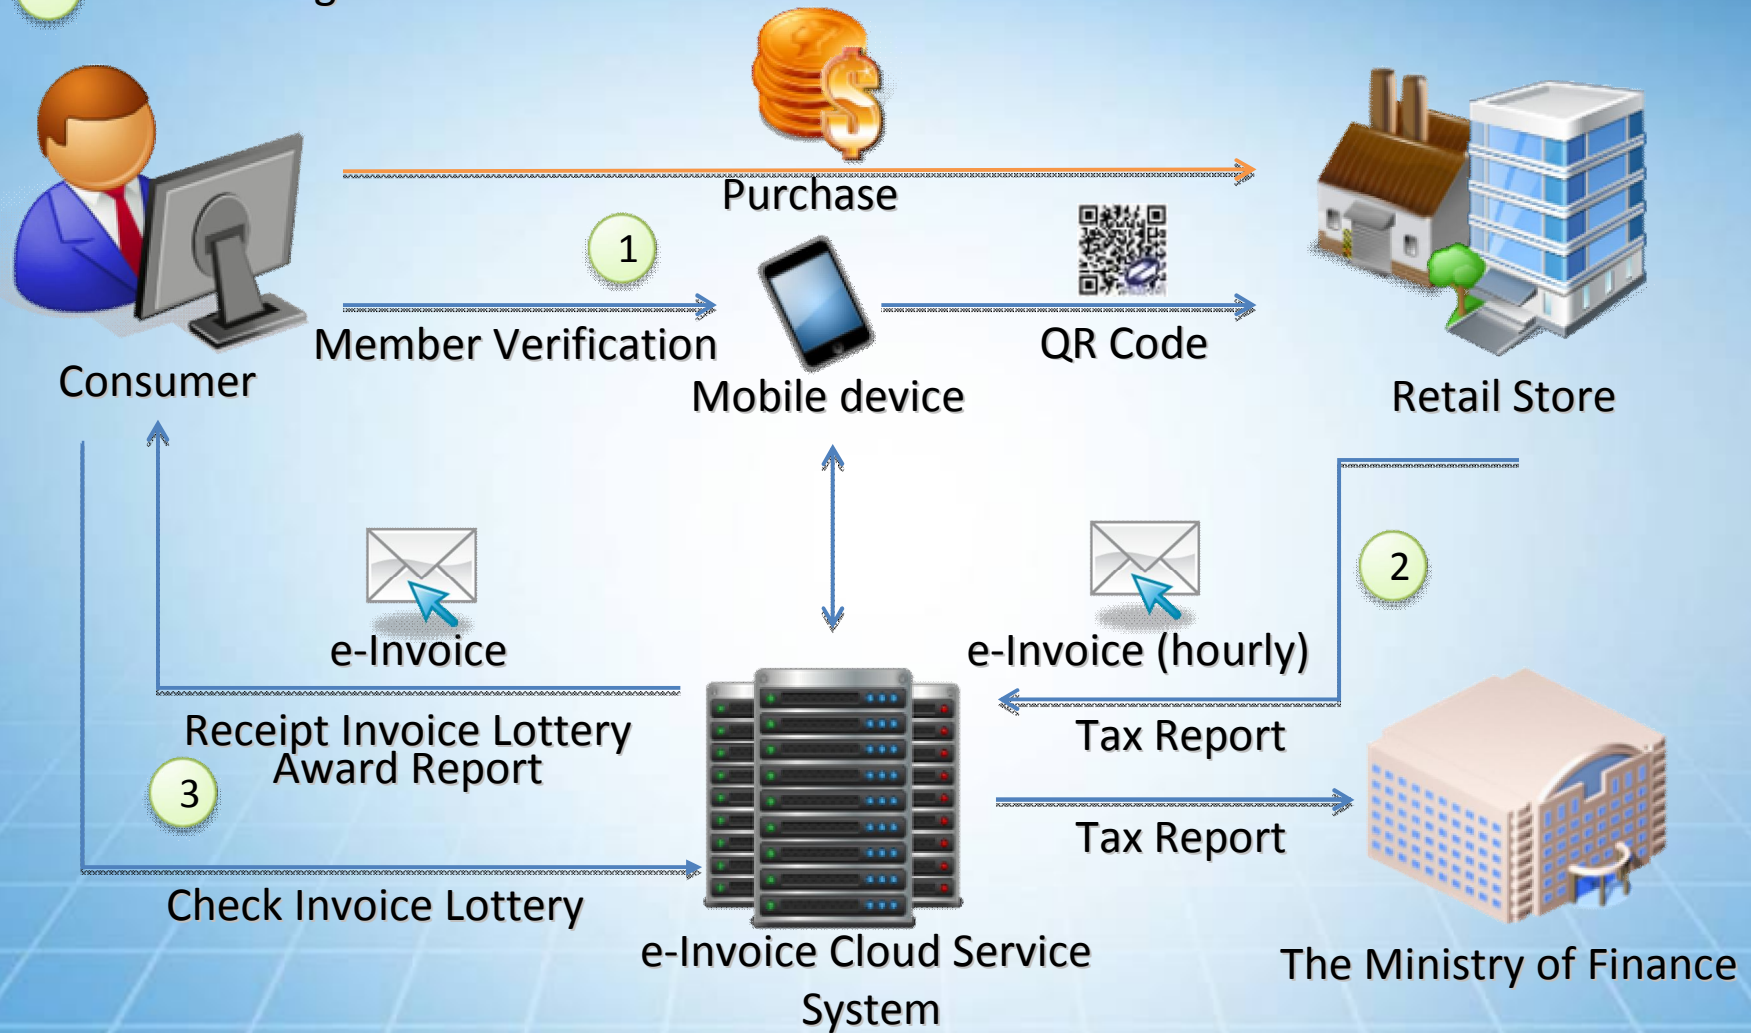 Purchase
1
Member Verification
QR Code
Consumer
Mobile device
Retail Store
2
e-Invoice
e-Invoice (hourly)
Receipt Invoice Lottery
Award Report
Tax Report
3
Tax Report
Check Invoice Lottery
e-Invoice Cloud Service
System
The Ministry of Finance